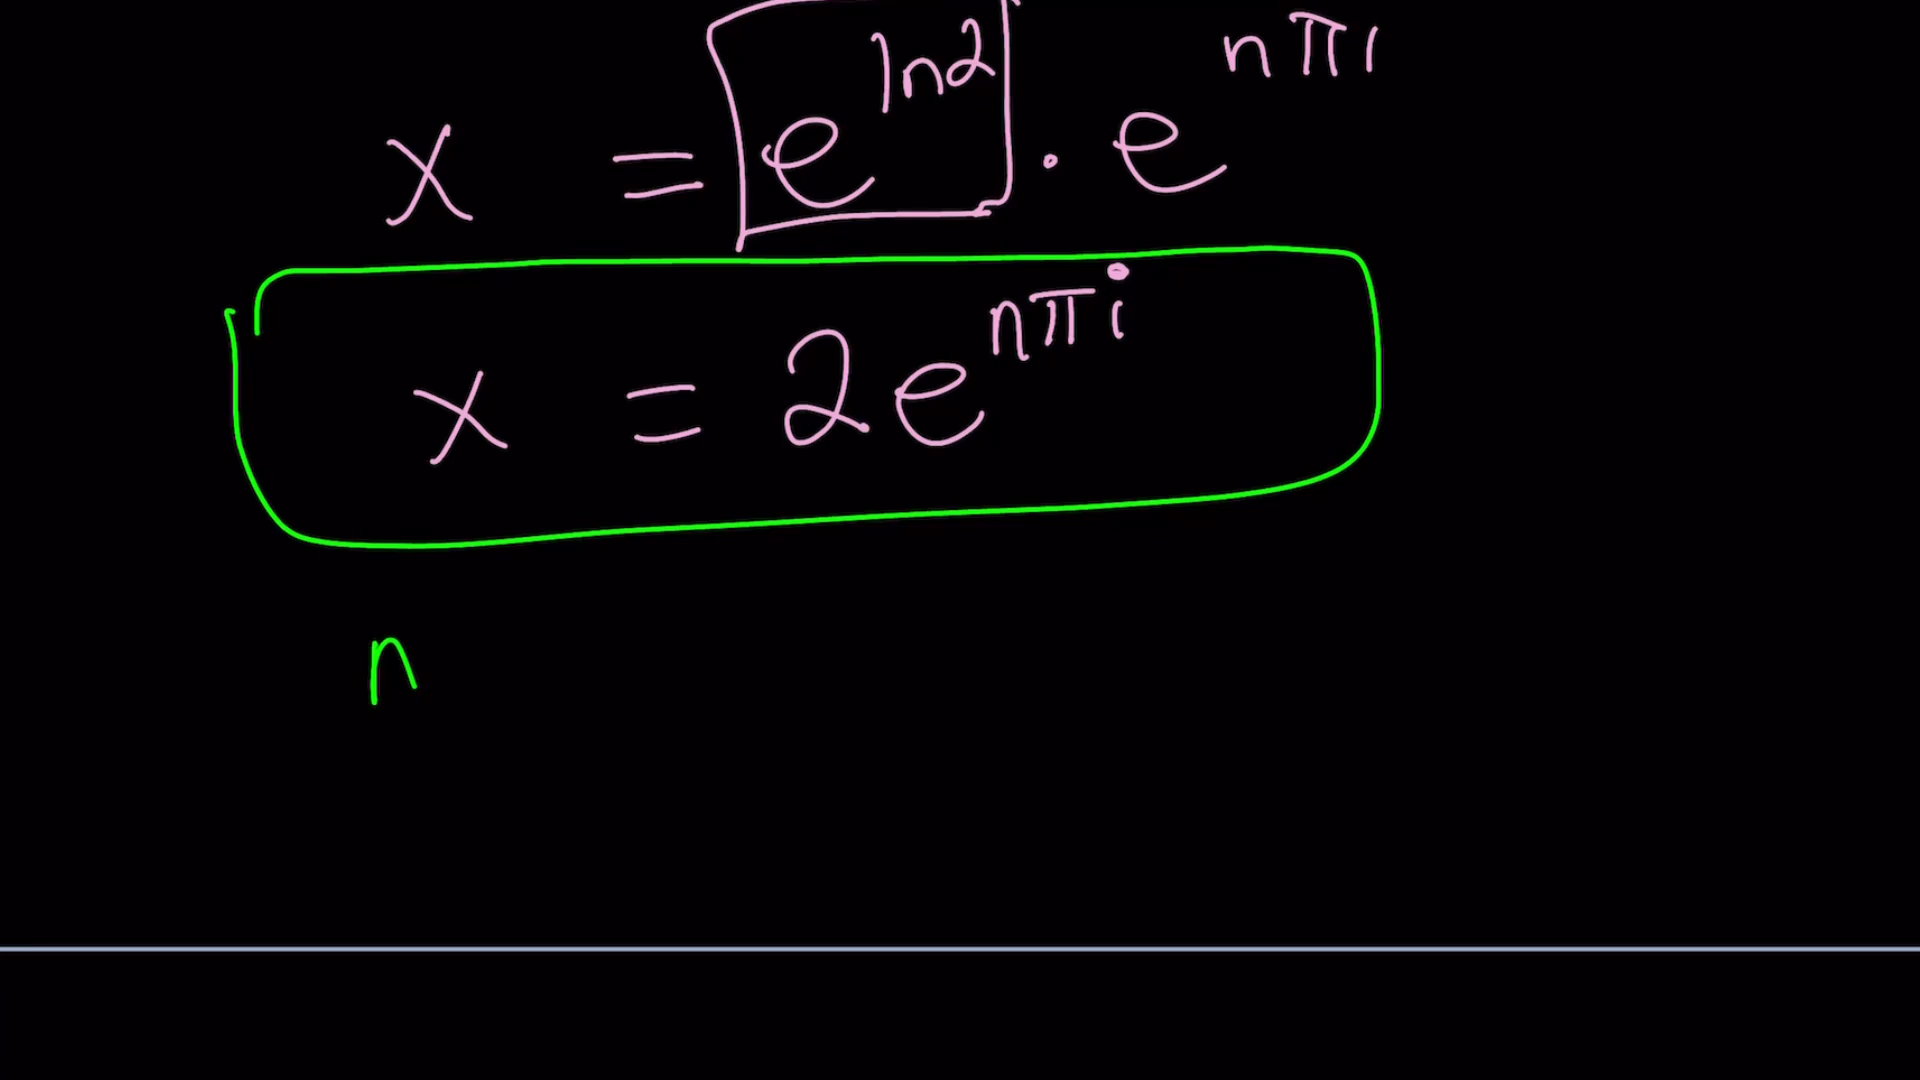 x = e^{ln2} · e^{nπi}
x = 2e^{nπi}
n